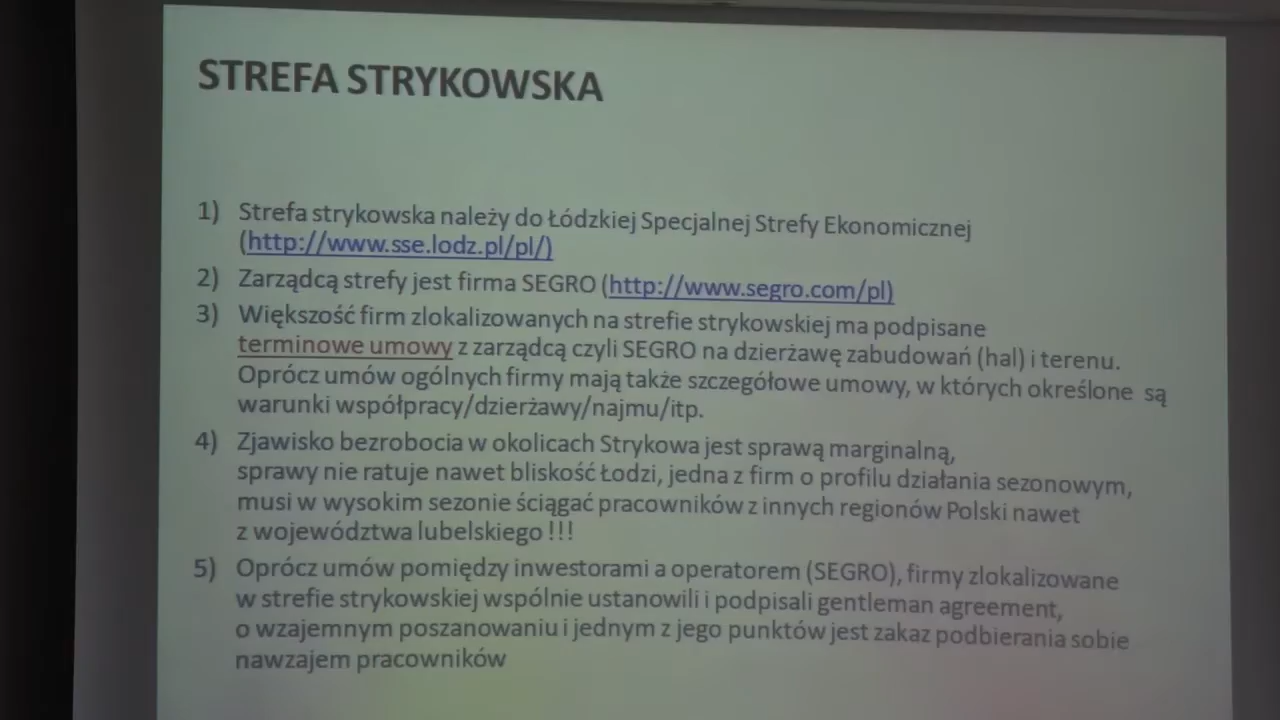 STREFA STRYKOWSKA
1) Strefa strykowska należy do Łódzkiej Specjalnej Strefy Ekonomicznej
(http://www.sse.lodz.pl/pl/)
2) Zarządcą strefy jest firma SEGRO (http://www.segro.com/pl)
3) Większość firm zlokalizowanych na strefie strykowskiej ma podpisane
terminowe umowy z zarządcą czyli SEGRO na dzierżawę zabudowań (hal) i terenu.
Oprócz umów ogólnych firmy mają także szczegółowe umowy, w których określone są
warunki współpracy/dzierżawy/najmu/itp.
4) Zjawisko bezrobocia w okolicach Strykowa jest sprawą marginalną,
sprawy nie ratuje nawet bliskość Łodzi, jedna z firm o profilu działania sezonowym,
musi w wysokim sezonie ściągać pracowników z innych regionów Polski nawet
z województwa lubelskiego !!!
5) Oprócz umów pomiędzy inwestorami a operatorem (SEGRO), firmy zlokalizowane
w strefie strykowskiej wspólnie ustanowili i podpisali gentleman agreement,
o wzajemnym poszanowaniu i jednym z jego punktów jest zakaz podbierania sobie
nawzajem pracowników